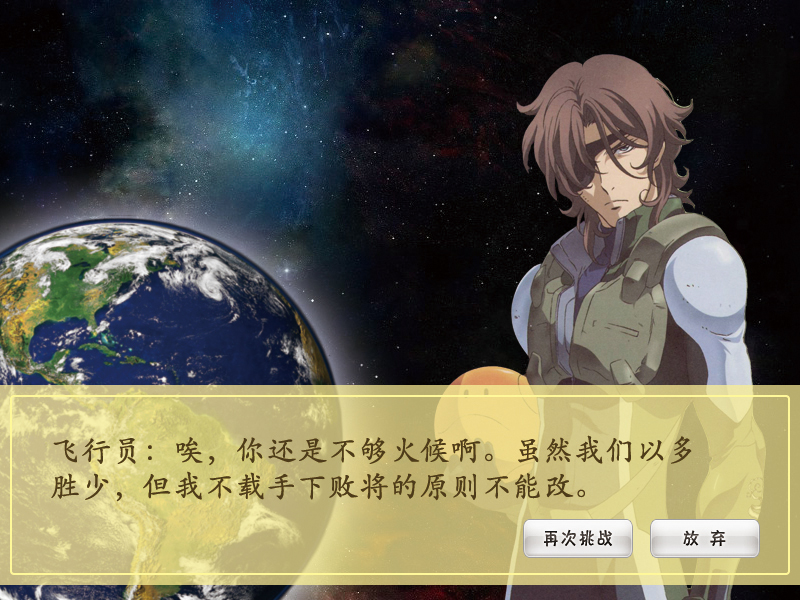 飞行员：唉，你还是不够火候啊。虽然我们以多
胜少，但我不载手下败将的原则不能改。
再次挑战
放 弃